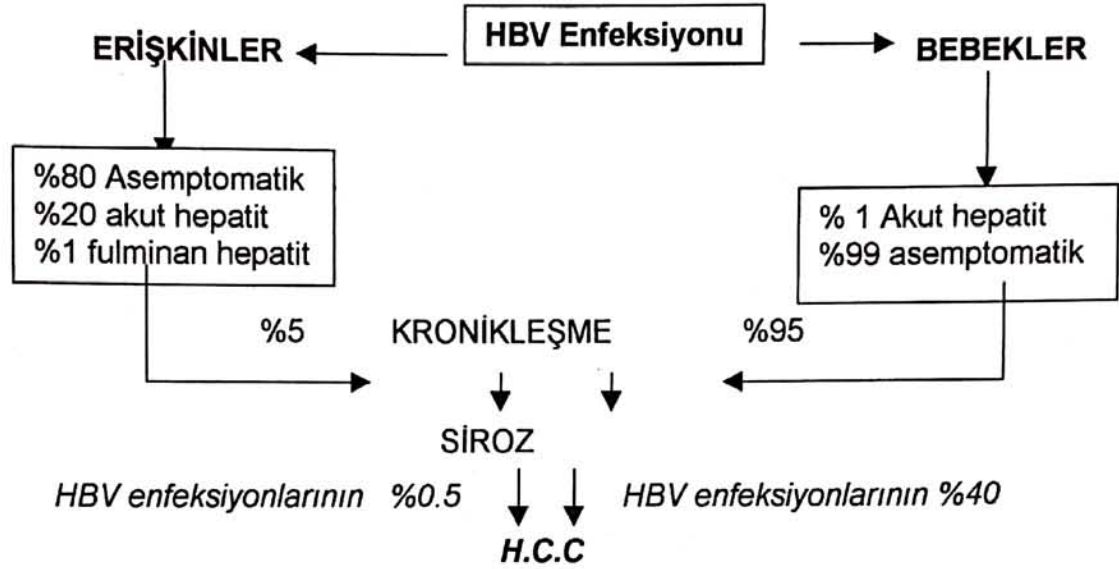 HBV Enfeksiyonu
ERİŞKİNLER
BEBEKLER
%80 Asemptomatik
%20 akut hepatit
%1 fulminan hepatit
% 1 Akut hepatit
%99 asemptomatik
%5 KRONİKLEŞME %95
SİROZ
HBV enfeksiyonlarının %0.5 HBV enfeksiyonlarının %40
H.C.C